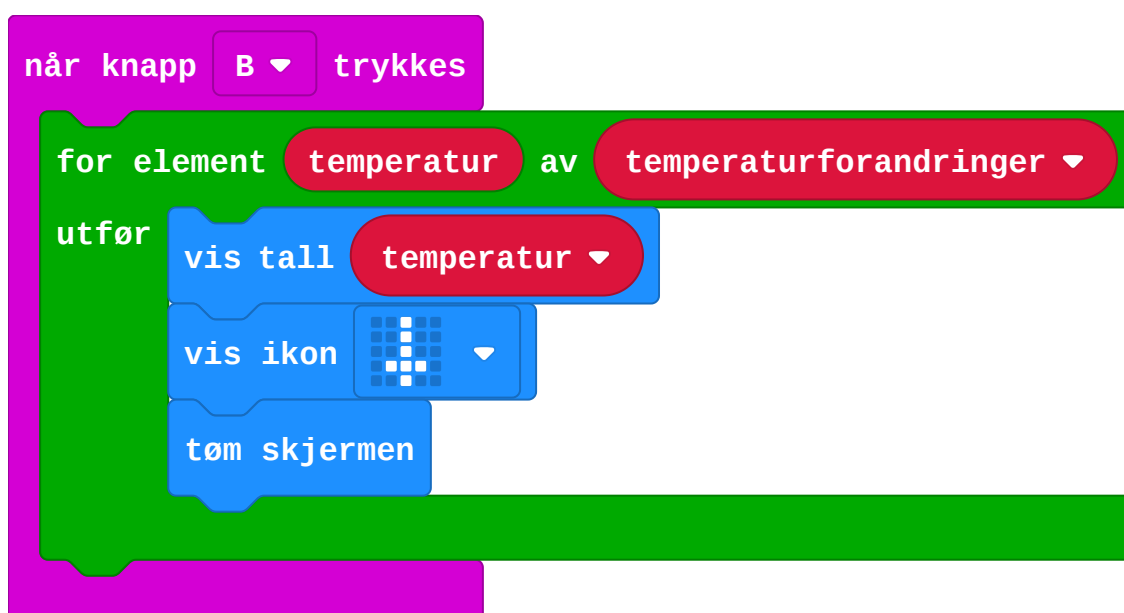 når knapp B trykkes
for element temperatur av temperaturforandringer
utfør
vis tall temperatur
vis ikon
tøm skjermen